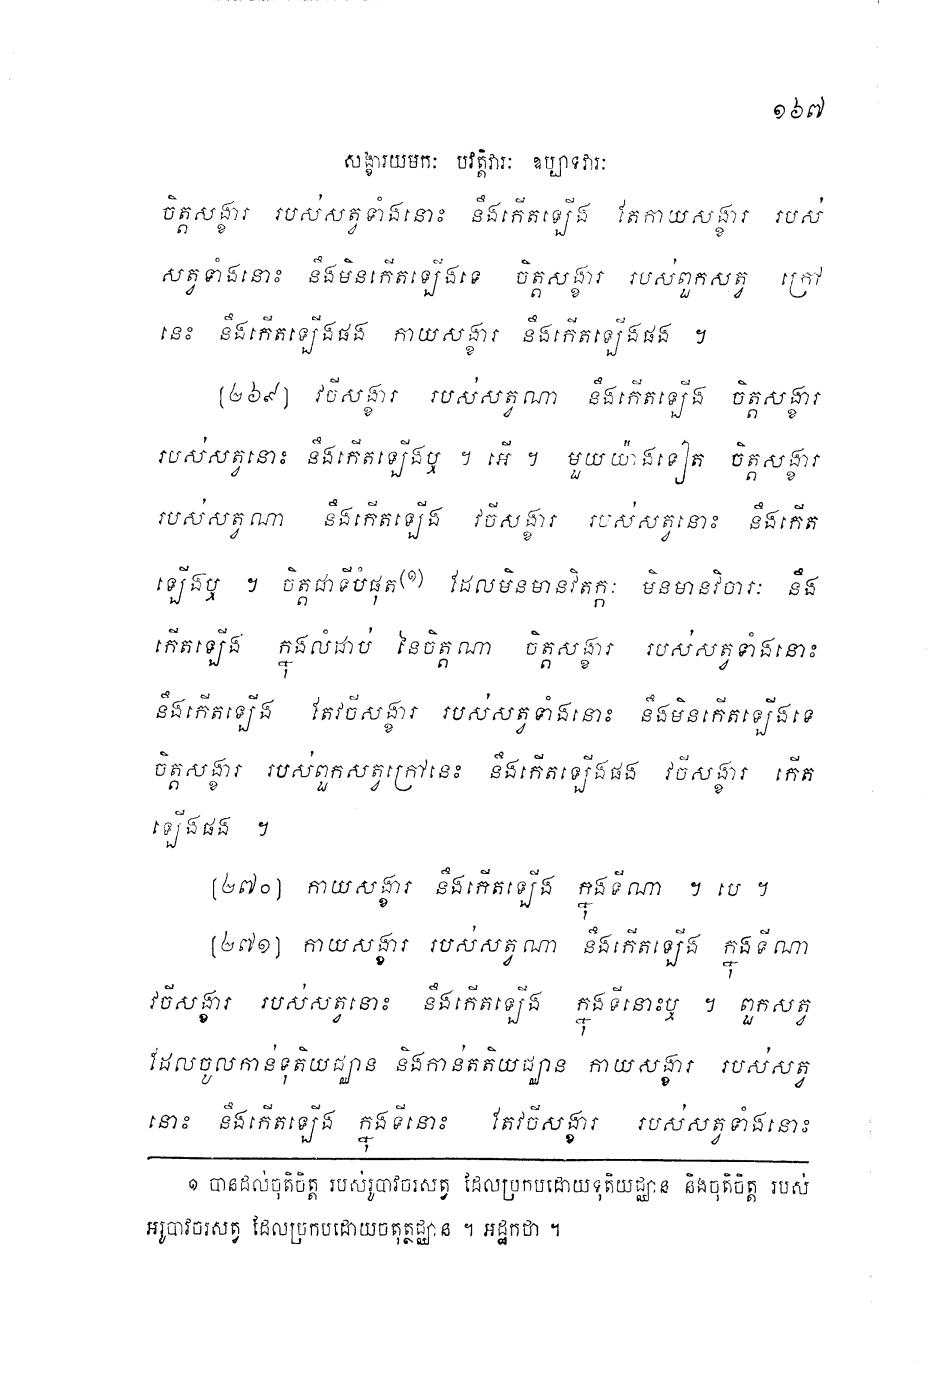 ១៦៧
សង្ខារយមកៈ បវត្តិវារៈ ឧប្បាទវារៈ
ចិត្តសង្ខារ របស់សត្វទាំងនោះ នឹងកើតឡើង តែកាយសង្ខារ របស់
សត្វទាំងនោះ នឹងមិនកើតឡើងទេ ចិត្តសង្ខារ របស់ពួកសត្វ ក្រៅ
នេះ នឹងកើតឡើងផង កាយសង្ខារ នឹងកើតឡើងផង ។
(២៦៩) វចីសង្ខារ របស់សត្វណា នឹងកើតឡើង ចិត្តសង្ខារ
របស់សត្វនោះ នឹងកើតឡើងឬ ។ អើ ។ មួយយ៉ាងទៀត ចិត្តសង្ខារ
របស់សត្វណា នឹងកើតឡើង វចីសង្ខារ របស់សត្វនោះ នឹងកើត
ឡើងឬ ។ ចិត្តជាទីបំផុត(១) ដែលមិនមានវិតក្កៈ មិនមានវិចារៈ នឹង
កើតឡើង ក្នុងលំដាប់ នៃចិត្តណា ចិត្តសង្ខារ របស់សត្វទាំងនោះ
នឹងកើតឡើង តែវចីសង្ខារ របស់សត្វទាំងនោះ នឹងមិនកើតឡើងទេ
ចិត្តសង្ខារ របស់ពួកសត្វក្រៅនេះ នឹងកើតឡើងផង វចីសង្ខារ កើត
ឡើងផង ។
(២៧០) កាយសង្ខារ នឹងកើតឡើង ក្នុងទីណា ។ បេ ។
(២៧១) កាយសង្ខារ របស់សត្វណា នឹងកើតឡើង ក្នុងទីណា
វចីសង្ខារ របស់សត្វនោះ នឹងកើតឡើង ក្នុងទីនោះឬ ។ ពួកសត្វ
ដែលចូលកាន់ទុតិយជ្ឈាន និងកាន់តតិយជ្ឈាន កាយសង្ខារ របស់សត្វ
នោះ នឹងកើតឡើង ក្នុងទីនោះ តែវចីសង្ខារ របស់សត្វទាំងនោះ
១ បានដល់ចុតិចិត្ត របស់រូបាវចរសត្វ ដែលប្រកបដោយទុតិយជ្ឈាន និងចុតិចិត្ត របស់
អរូបាវចរសត្វ ដែលប្រកបដោយចតុត្ថជ្ឈាន ។ អដ្ឋកថា ។